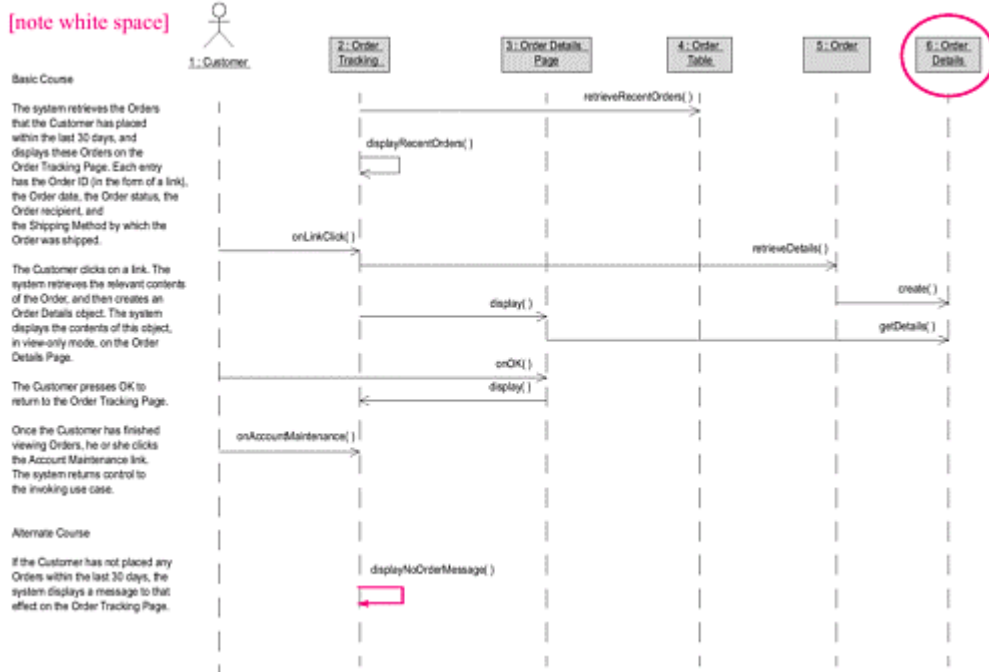 [note white space]
1 : Customer
2 : Order
Tracking
3 : Order Details
Page
4 : Order
Table
5 : Order
6 : Order
Details
Basic Course
The system retrieves the Orders
that the Customer has placed
within the last 30 days, and
displays these Orders on the
Order Tracking Page. Each entry
has the Order ID (in the form of a link),
the Order date, the Order status, the
Order recipient, and
the Shipping Method by which the
Order was shipped.
The Customer clicks on a link. The
system retrieves the relevant contents
of the Order, and then creates an
Order Details object. The system
displays the contents of this object,
in view-only mode, on the Order
Details Page.
The Customer presses OK to
return to the Order Tracking Page.
Once the Customer has finished
viewing Orders, he or she clicks
the Account Maintenance link.
The system returns control to
the invoking use case.
Alternate Course
If the Customer has not placed any
Orders within the last 30 days, the
system displays a message to that
effect on the Order Tracking Page.
retrieveRecentOrders( )
displayRecentOrders( )
onLinkClick( )
retrieveDetails( )
create( )
display( )
getDetails( )
onOK( )
display( )
onAccountMaintenance( )
displayNoOrderMessage( )